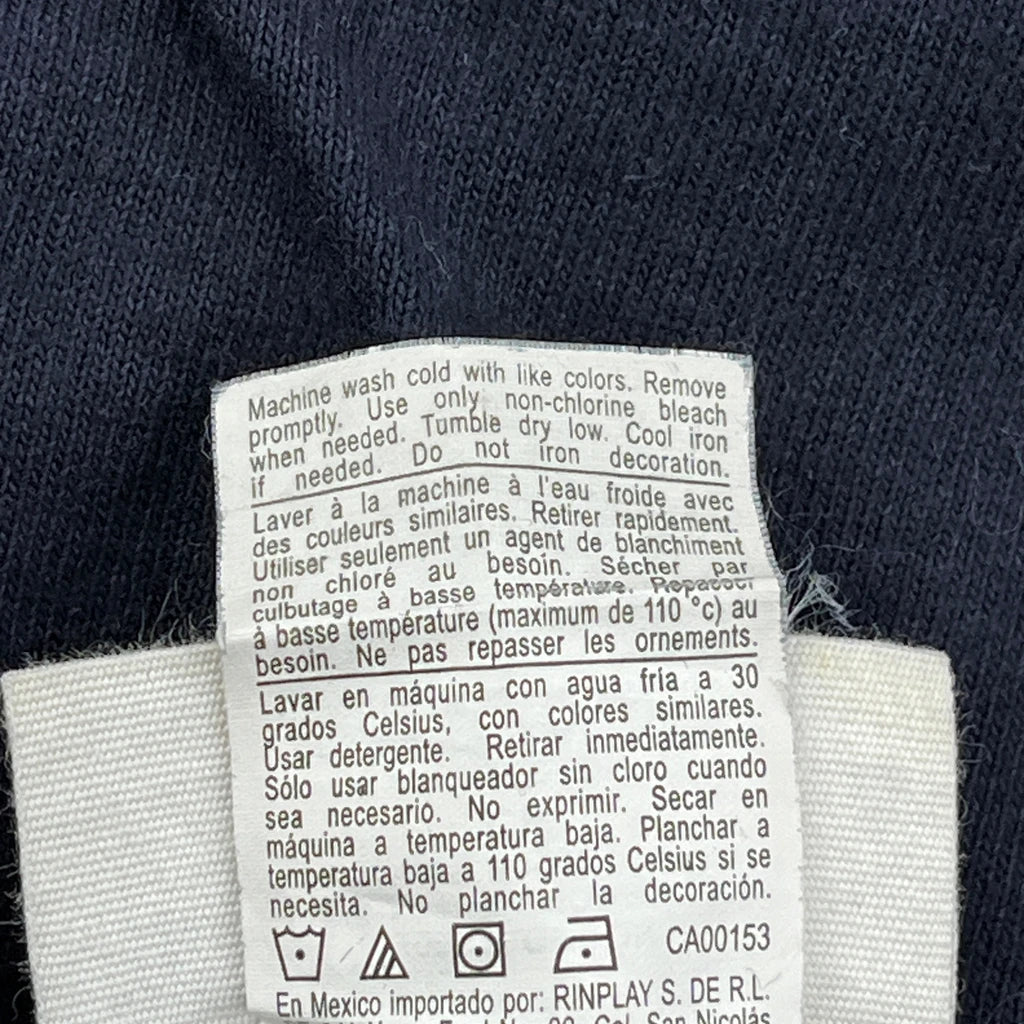 Machine wash cold with like colors. Remove
promptly. Use only non-chlorine bleach
when needed. Tumble dry low. Cool iron
if needed. Do not iron decoration.
Laver à la machine à l'eau froide avec
des couleurs similaires. Retirer rapidement.
Utiliser seulement un agent de blanchiment
non chloré au besoin. Sécher par
culbutage à basse température. Repasser
à basse température (maximum de 110 °c) au
besoin. Ne pas repasser les ornements.
Lavar en máquina con agua fría a 30
grados Celsius, con colores similares.
Usar detergente. Retirar inmediatamente.
Sólo usar blanqueador sin cloro cuando
sea necesario. No exprimir. Secar en
máquina a temperatura baja. Planchar a
temperatura baja a 110 grados Celsius si se
necesita. No planchar la decoración.
CA00153
En Mexico importado por: RINPLAY S. DE R.L.
San Nicolás